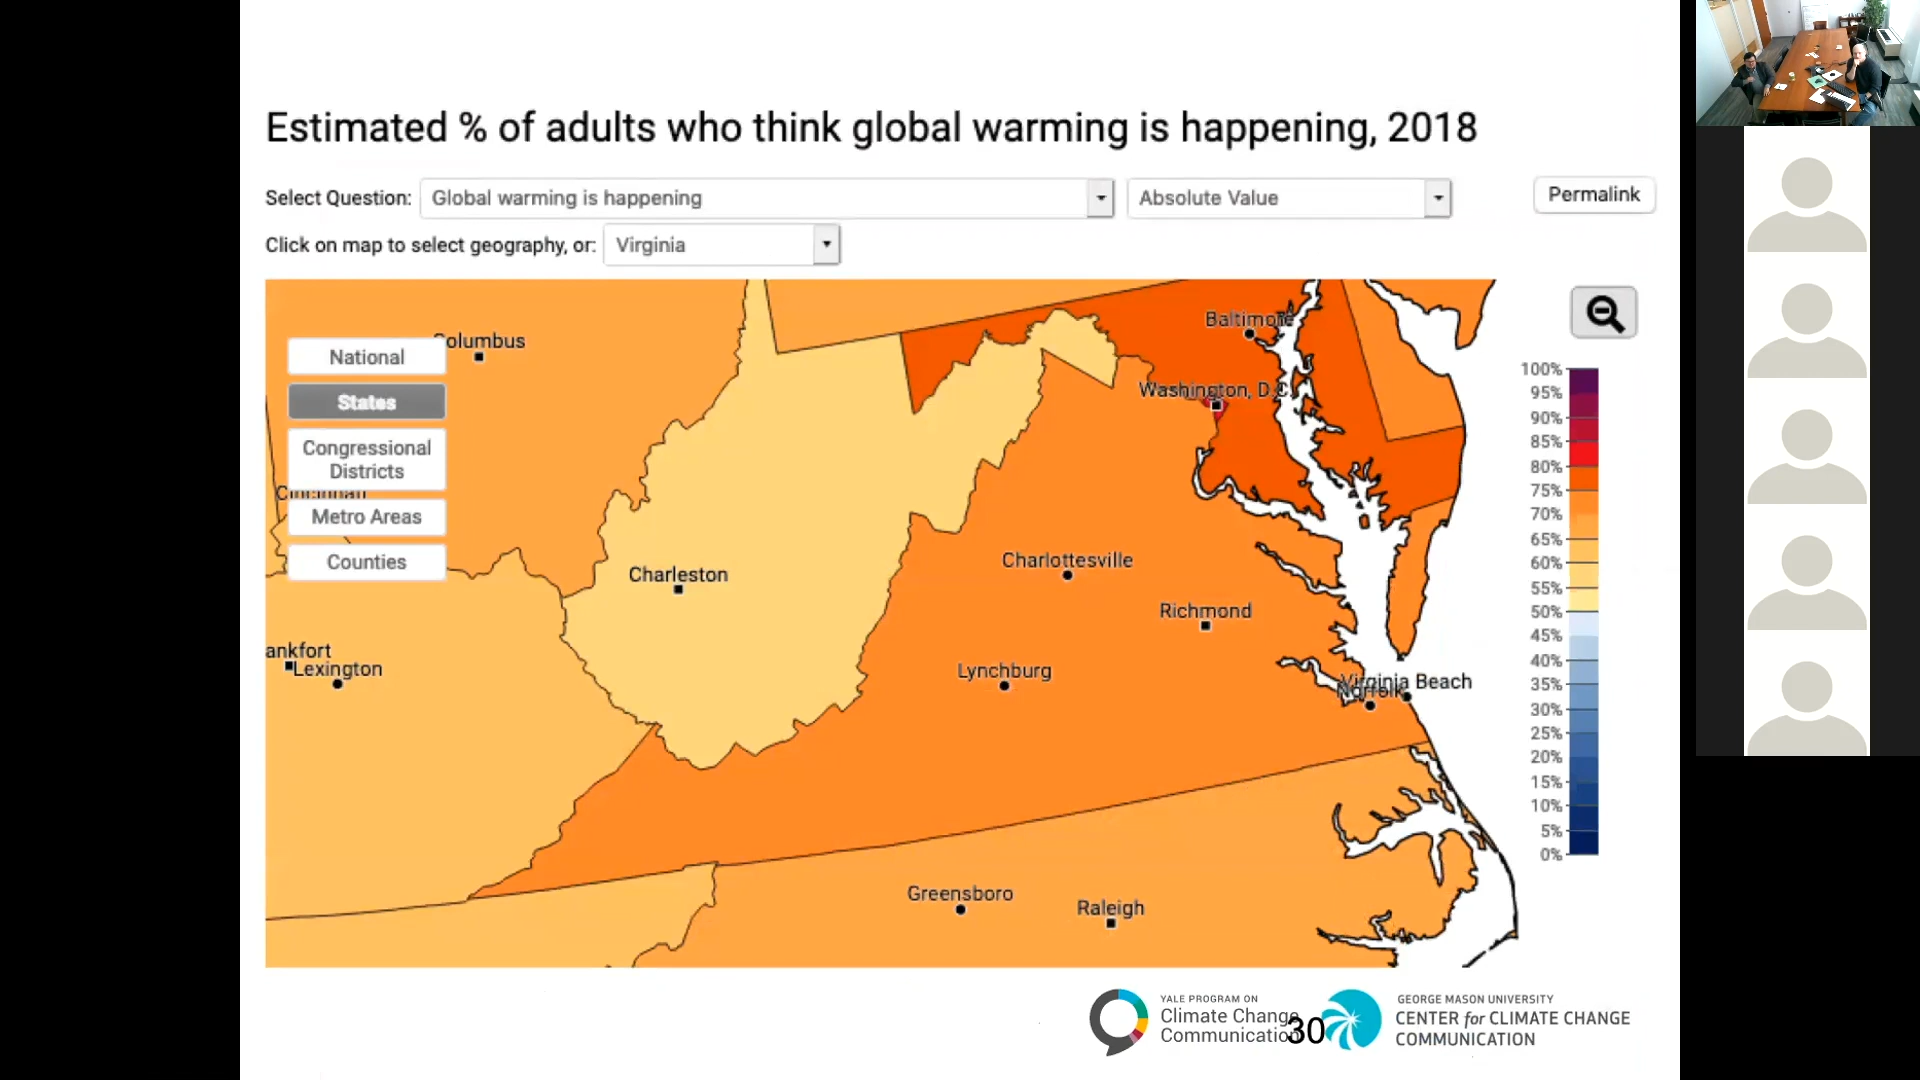 Estimated % of adults who think global warming is happening, 2018
Select Question: Global warming is happening Absolute Value Permalink
Click on map to select geography, or: Virginia
National
States
Congressional
Districts
Metro Areas
Counties
olumbus
Cincinnati
Baltimore
Washington, D.C.
Charleston
Charlottesville
Richmond
ankfort
Lexington
Lynchburg
Virginia Beach
Norfolk
Greensboro
Raleigh
100%
95%
90%
85%
80%
75%
70%
65%
60%
55%
50%
45%
40%
35%
30%
25%
20%
15%
10%
5%
0%
YALE PROGRAM ON
Climate Change
Communication
30
GEORGE MASON UNIVERSITY
CENTER for CLIMATE CHANGE
COMMUNICATION